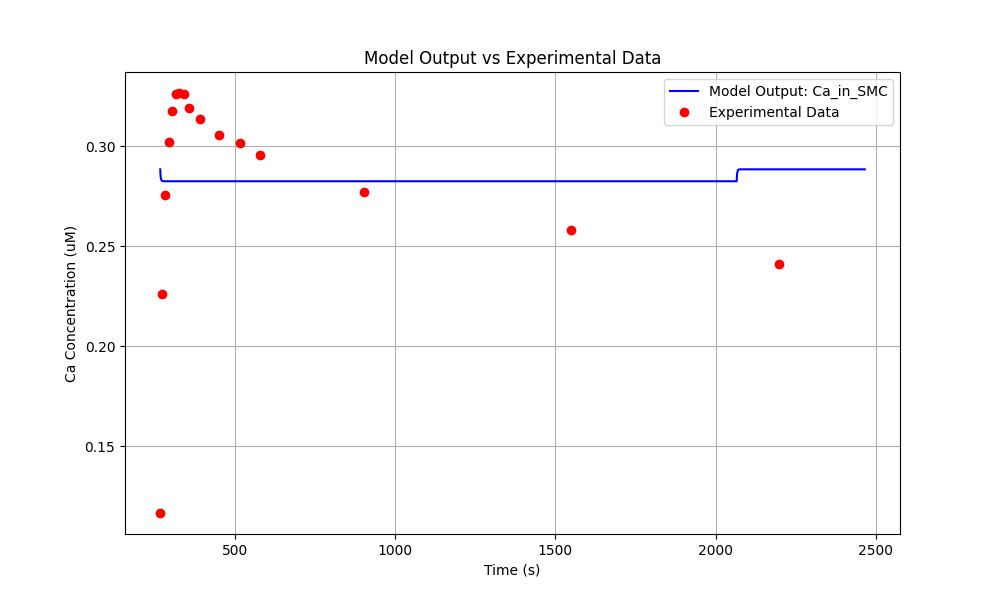 Model Output vs Experimental Data
Model Output: Ca_in_SMC
Experimental Data
Ca Concentration (uM)
0.30
0.25
0.20
0.15
500
1000
1500
2000
2500
Time (s)